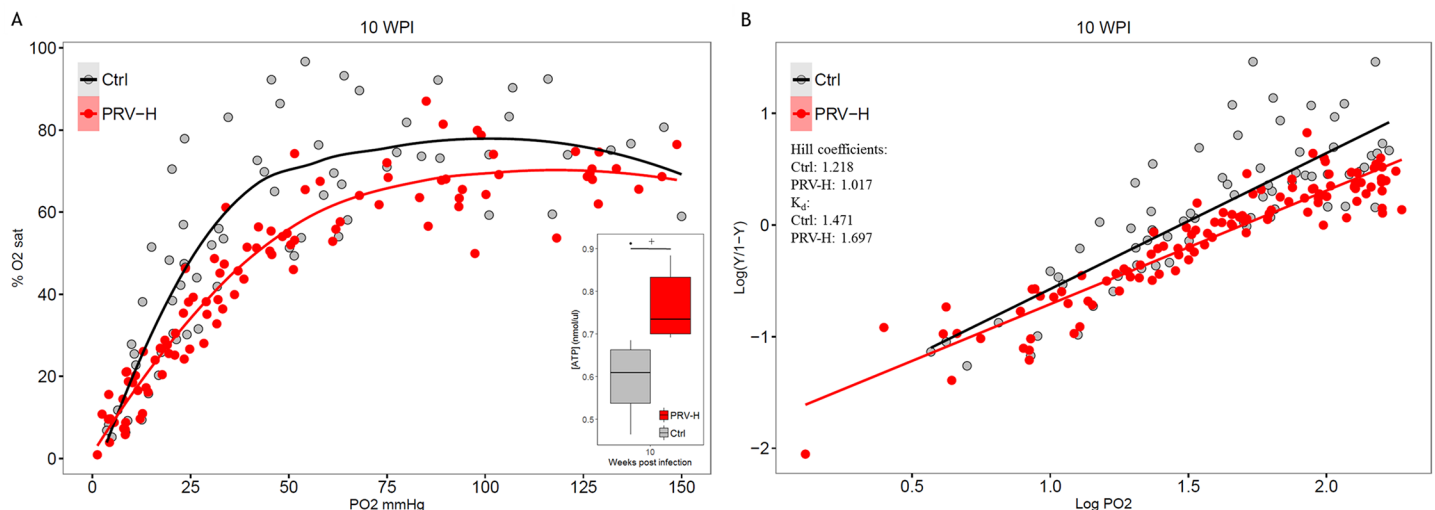 A
10 WPI
% O2 sat
100
80
60
40
20
0
Ctrl
PRV−H
0
25
50
75
100
125
150
PO2 mmHg
+
[ATP] (nmol/ul)
0.9
0.8
0.7
0.6
0.5
PRV-H
Ctrl
10
Weeks post infection
B
10 WPI
Log(Y/1−Y)
1
0
−1
−2
Ctrl
PRV−H
Hill coefficients:
Ctrl: 1.218
PRV-H: 1.017
Kd:
Ctrl: 1.471
PRV-H: 1.697
0.5
1.0
1.5
2.0
Log PO2